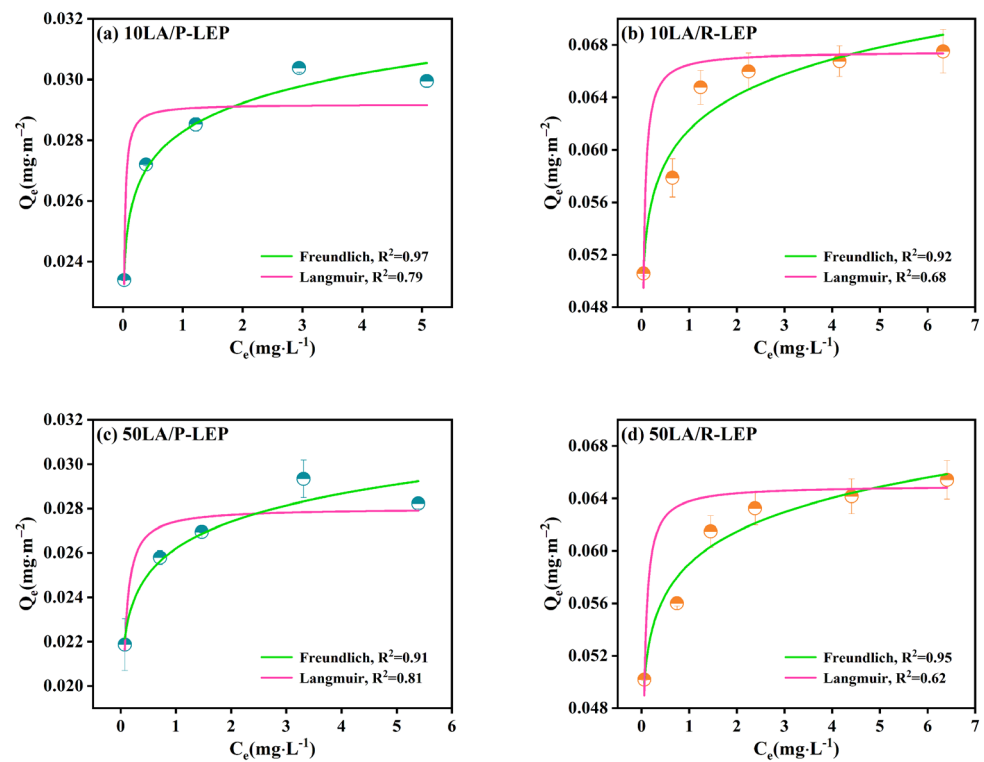 (a) 10LA/P-LEP
0.032
0.030
0.028
0.026
0.024
Qe(mg·m⁻²)
Freundlich, R²=0.97
Langmuir, R²=0.79
0 1 2 3 4 5
Ce(mg·L⁻¹)
(b) 10LA/R-LEP
0.068
0.064
0.060
0.056
0.052
0.048
Qe(mg·m⁻²)
Freundlich, R²=0.92
Langmuir, R²=0.68
0 1 2 3 4 5 6 7
Ce(mg·L⁻¹)
(c) 50LA/P-LEP
0.032
0.030
0.028
0.026
0.024
0.022
0.020
Qe(mg·m⁻²)
Freundlich, R²=0.91
Langmuir, R²=0.81
0 1 2 3 4 5 6
Ce(mg·L⁻¹)
(d) 50LA/R-LEP
0.068
0.064
0.060
0.056
0.052
0.048
Qe(mg·m⁻²)
Freundlich, R²=0.95
Langmuir, R²=0.62
0 1 2 3 4 5 6 7
Ce(mg·L⁻¹)